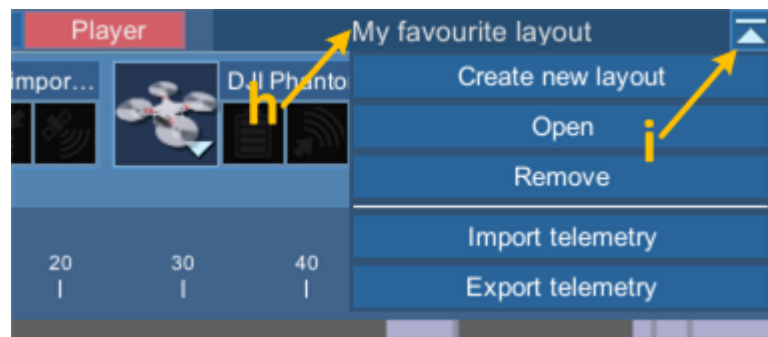 Player
My favourite layout
impor...
DJI Phanto
Create new layout
h
Open
i
Remove
Import telemetry
20 30 40
Export telemetry